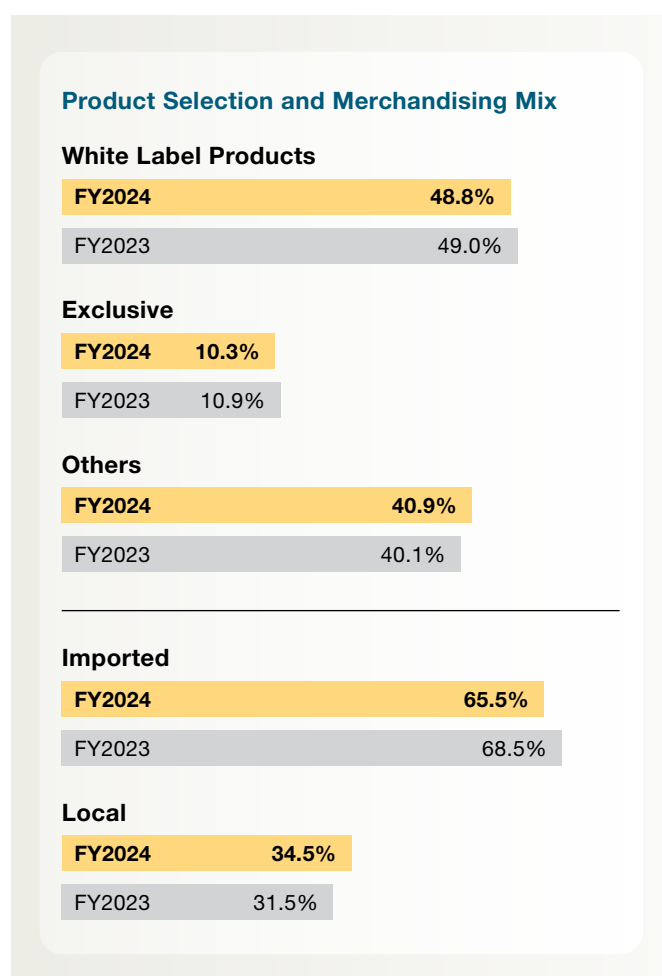 Product Selection and Merchandising Mix
White Label Products
FY2024 48.8%
FY2023 49.0%
Exclusive
FY2024 10.3%
FY2023 10.9%
Others
FY2024 40.9%
FY2023 40.1%
Imported
FY2024 65.5%
FY2023 68.5%
Local
FY2024 34.5%
FY2023 31.5%